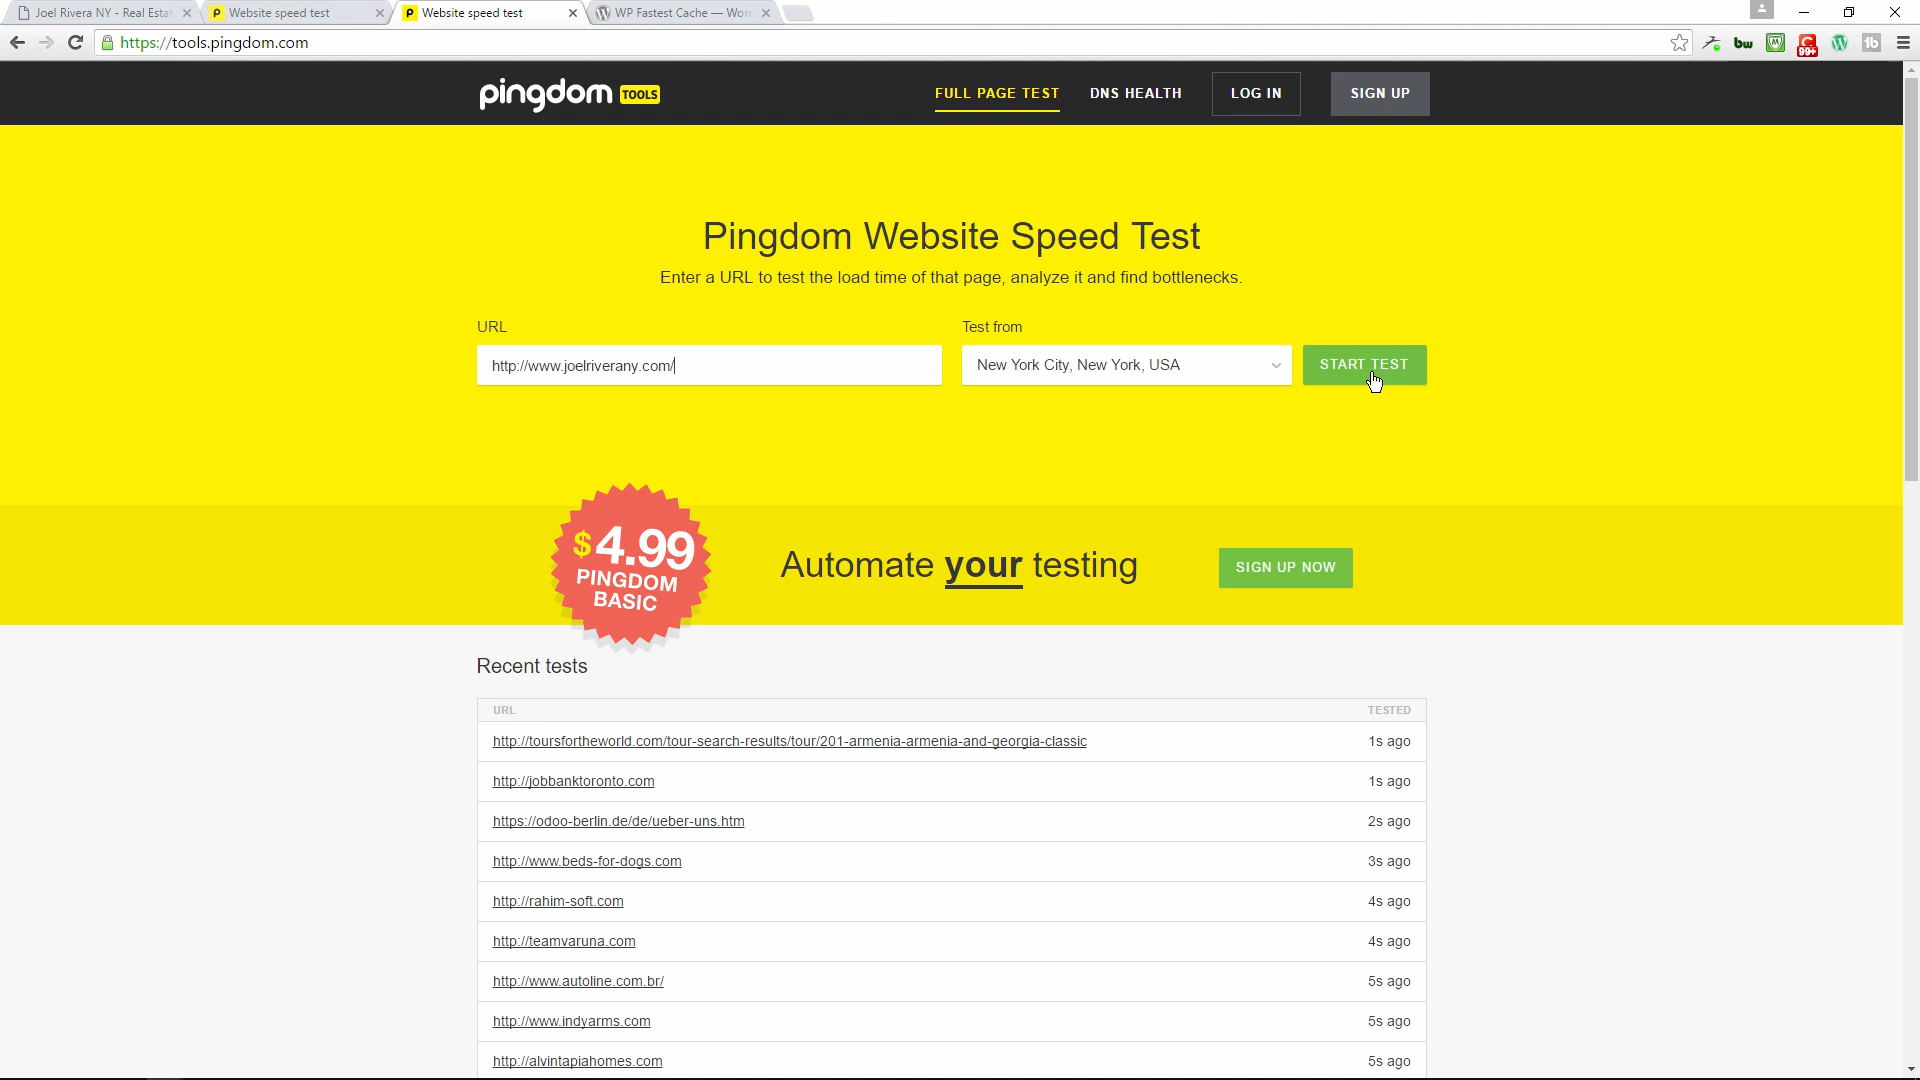 Joel Rivera NY - Real Esta
Website speed test
Website speed test
WP Fastest Cache — Wor
https://tools.pingdom.com
bw
99+
pingdom TOOLS
FULL PAGE TEST
DNS HEALTH
LOG IN
SIGN UP
Pingdom Website Speed Test
Enter a URL to test the load time of that page, analyze it and find bottlenecks.
URL
Test from
http://www.joelriverany.com/
New York City, New York, USA
START TEST
$4.99
PINGDOM
BASIC
Automate your testing
SIGN UP NOW
Recent tests
URL TESTED
http://toursfortheworld.com/tour-search-results/tour/201-armenia-armenia-and-georgia-classic 1s ago
http://jobbanktoronto.com 1s ago
https://odoo-berlin.de/de/ueber-uns.htm 2s ago
http://www.beds-for-dogs.com 3s ago
http://rahim-soft.com 4s ago
http://teamvaruna.com 4s ago
http://www.autoline.com.br/ 5s ago
http://www.indyarms.com 5s ago
http://alvintapiahomes.com 5s ago